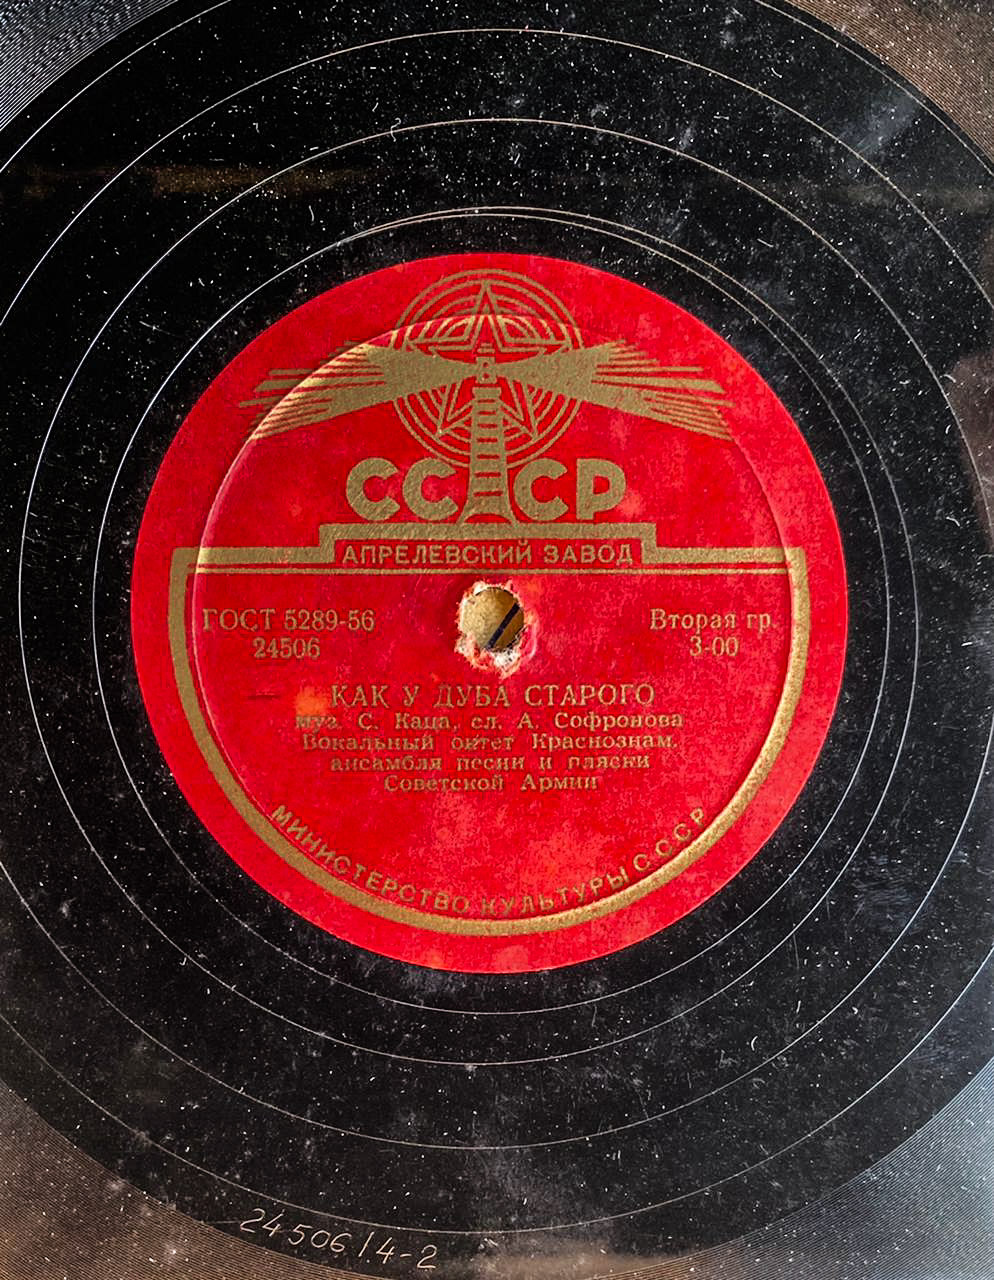 СССР
АПРЕЛЕВСКИЙ ЗАВОД
ГОСТ 5289-56
24506
Вторая гр.
3-00
КАК У ДУБА СТАРОГО
муз. С. Каца, сл. А. Софронова
Вокальный октет Краснознам.
ансамбля песни и пляски
Советской Армии
МИНИСТЕРСТВО КУЛЬТУРЫ СССР
24506/4-2